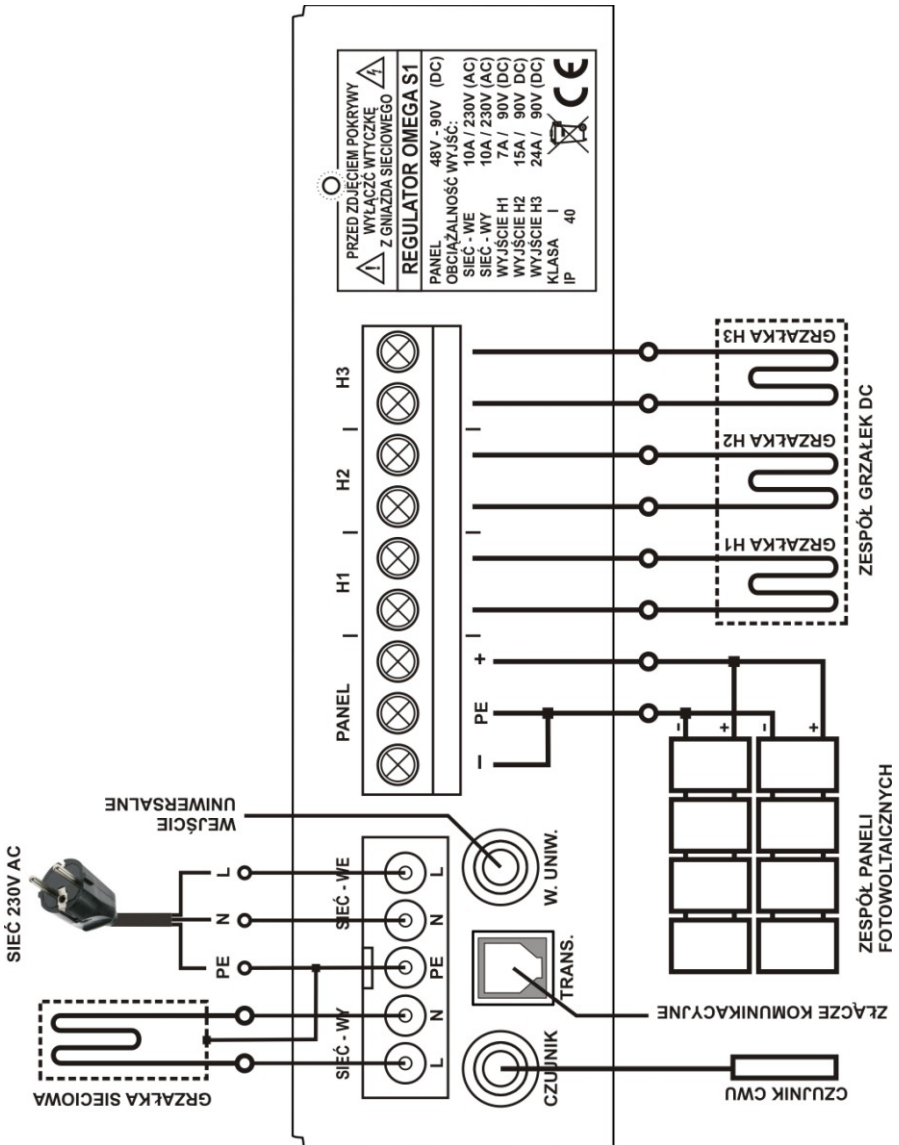 SIEĆ 230V AC
GRZAŁKA SIECIOWA
PE
N
L
WEJŚCIE
UNIWERSALNE
SIEĆ - WY
SIEĆ - WE
L
N
PE
N
L
CZUJNIK
TRANS.
W. UNIW.
ZŁĄCZE KOMUNIKACYJNE
CZUJNIK CWU
PANEL
H1
H2
H3
− PE +
PRZED ZDJĘCIEM POKRYWY
WYŁĄCZĆ WTYCZKĘ
Z GNIAZDA SIECIOWEGO
REGULATOR OMEGA S1
PANEL 48V - 90V (DC)
OBCIĄŻALNOŚĆ WYJŚĆ:
SIEĆ - WE 10A / 230V (AC)
SIEĆ - WY 10A / 230V (AC)
WYJŚCIE H1 7A / 90V (DC)
WYJŚCIE H2 15A / 90V DC)
WYJŚCIE H3 24A / 90V (DC)
KLASA I
IP 40
CE
- + - +
ZESPÓŁ PANELI
FOTOWOLTAICZNYCH
GRZAŁKA H1
GRZAŁKA H2
GRZAŁKA H3
ZESPÓŁ GRZAŁEK DC